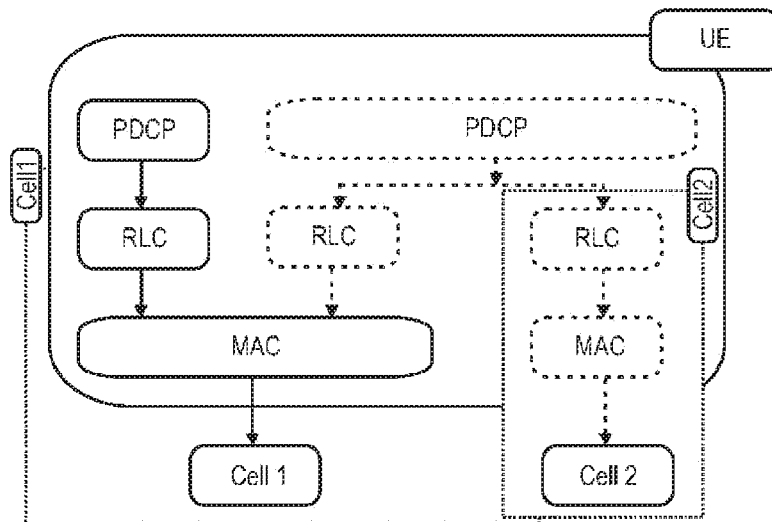 UE
PDCP
PDCP
Cell1
Cell2
RLC
RLC
RLC
MAC
MAC
Cell 1
Cell 2